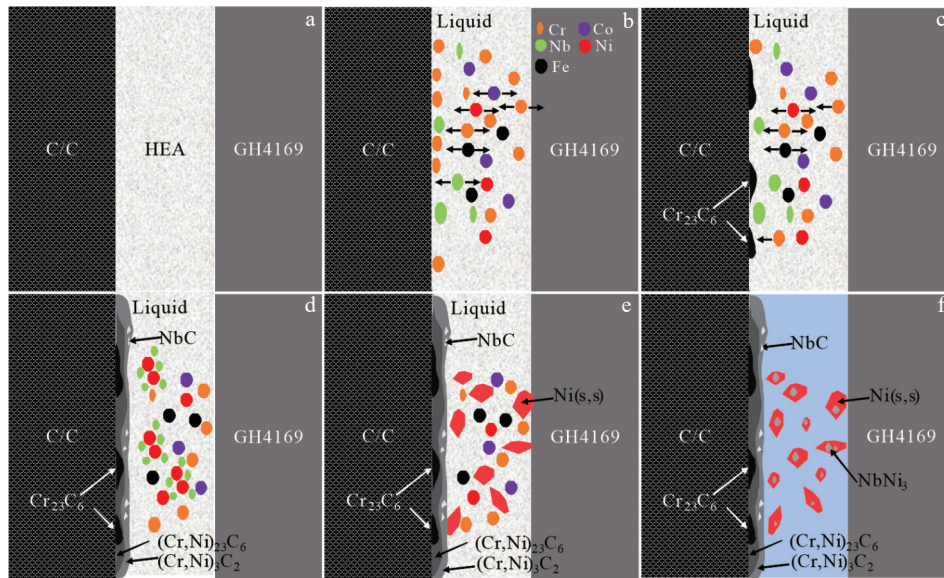 a
C/C
HEA
GH4169
b
Liquid
Cr
Co
Nb
Ni
Fe
C/C
GH4169
c
Liquid
C/C
GH4169
Cr₂₃C₆
d
Liquid
NbC
C/C
GH4169
Cr₂₃C₆
(Cr,Ni)₂₃C₆
(Cr,Ni)₃C₂
e
Liquid
NbC
Ni(s,s)
C/C
GH4169
Cr₂₃C₆
(Cr,Ni)₂₃C₆
(Cr,Ni)₃C₂
f
NbC
Ni(s,s)
C/C
GH4169
NbNi₃
Cr₂₃C₆
(Cr,Ni)₂₃C₆
(Cr,Ni)₃C₂